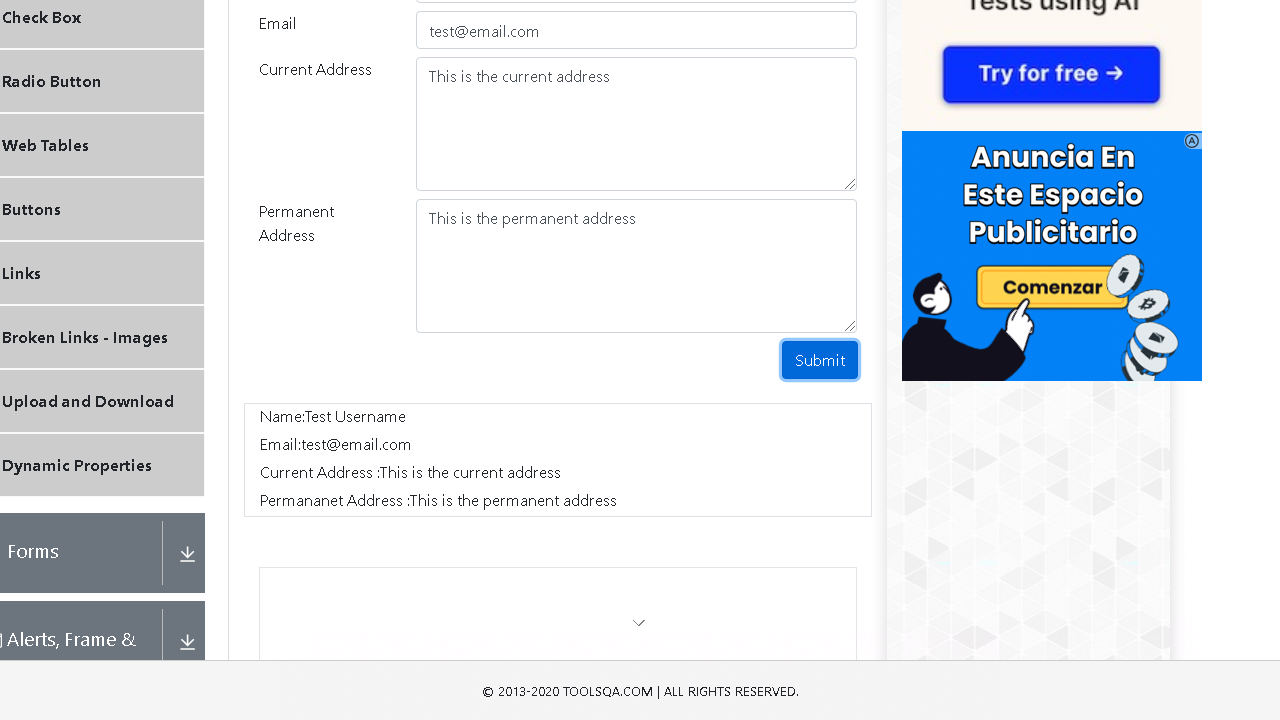 Check Box
Radio Button
Web Tables
Buttons
Links
Broken Links - Images
Upload and Download
Dynamic Properties
Forms
Alerts, Frame &
Email
test@email.com
Current Address
This is the current address
Permanent
Address
This is the permanent address
Submit
Name:Test Username
Email:test@email.com
Current Address :This is the current address
Permananet Address :This is the permanent address
Tests using AI
Try for free →
Anuncia En
Este Espacio
Publicitario
Comenzar
© 2013-2020 TOOLSQA.COM | ALL RIGHTS RESERVED.